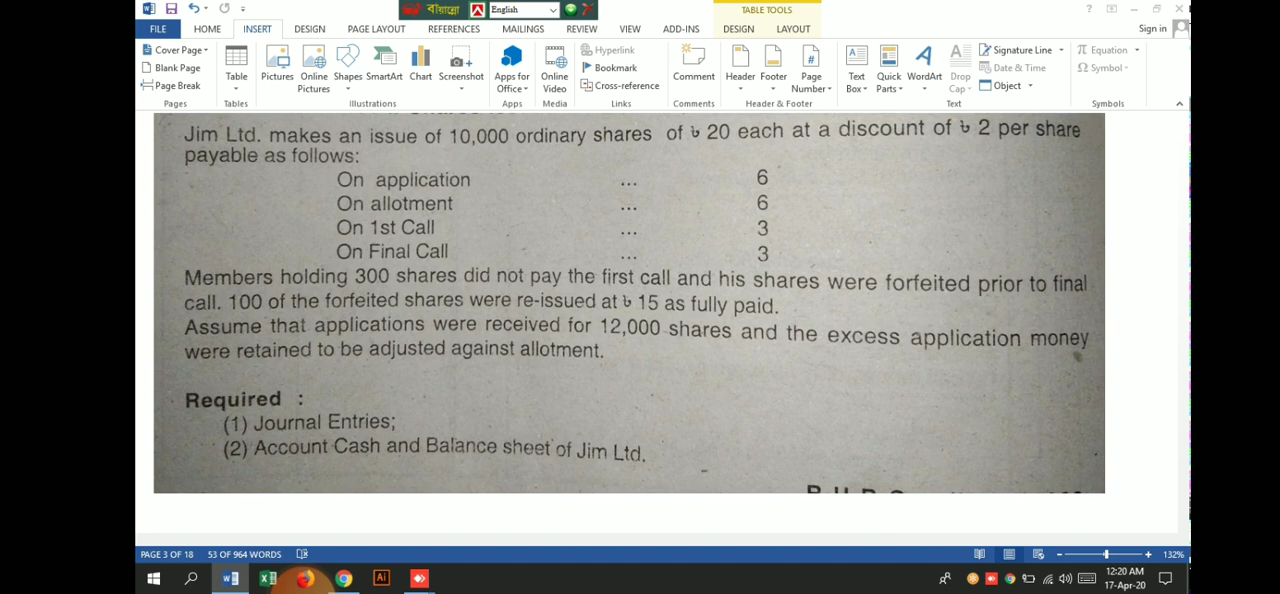 বায়ান্নো English
TABLE TOOLS
FILE HOME INSERT DESIGN PAGE LAYOUT REFERENCES MAILINGS REVIEW VIEW ADD-INS DESIGN LAYOUT Sign in
Cover Page
Blank Page
Page Break
Table
Pictures
Online Pictures
Shapes
SmartArt
Chart
Screenshot
Apps for Office
Online Video
Hyperlink
Bookmark
Cross-reference
Comment
Header
Footer
Page Number
Text Box
Quick Parts
WordArt
Drop Cap
Signature Line
Date & Time
Object
Equation
Symbol
Pages Tables Illustrations Apps Media Links Comments Header & Footer Text Symbols
Jim Ltd. makes an issue of 10,000 ordinary shares of ৳ 20 each at a discount of ৳ 2 per share
payable as follows:
On application ... 6
On allotment ... 6
On 1st Call ... 3
On Final Call ... 3
Members holding 300 shares did not pay the first call and his shares were forfeited prior to final
call. 100 of the forfeited shares were re-issued at ৳ 15 as fully paid.
Assume that applications were received for 12,000 shares and the excess application money
were retained to be adjusted against allotment.
Required :
(1) Journal Entries;
(2) Account Cash and Balance sheet of Jim Ltd.
PAGE 3 OF 18 53 OF 964 WORDS 132%
12:20 AM
17-Apr-20